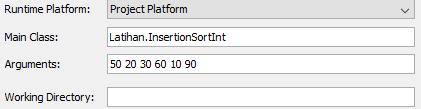 Runtime Platform: Project Platform
Main Class: Latihan.InsertionSortInt
Arguments: 50 20 30 60 10 90
Working Directory: